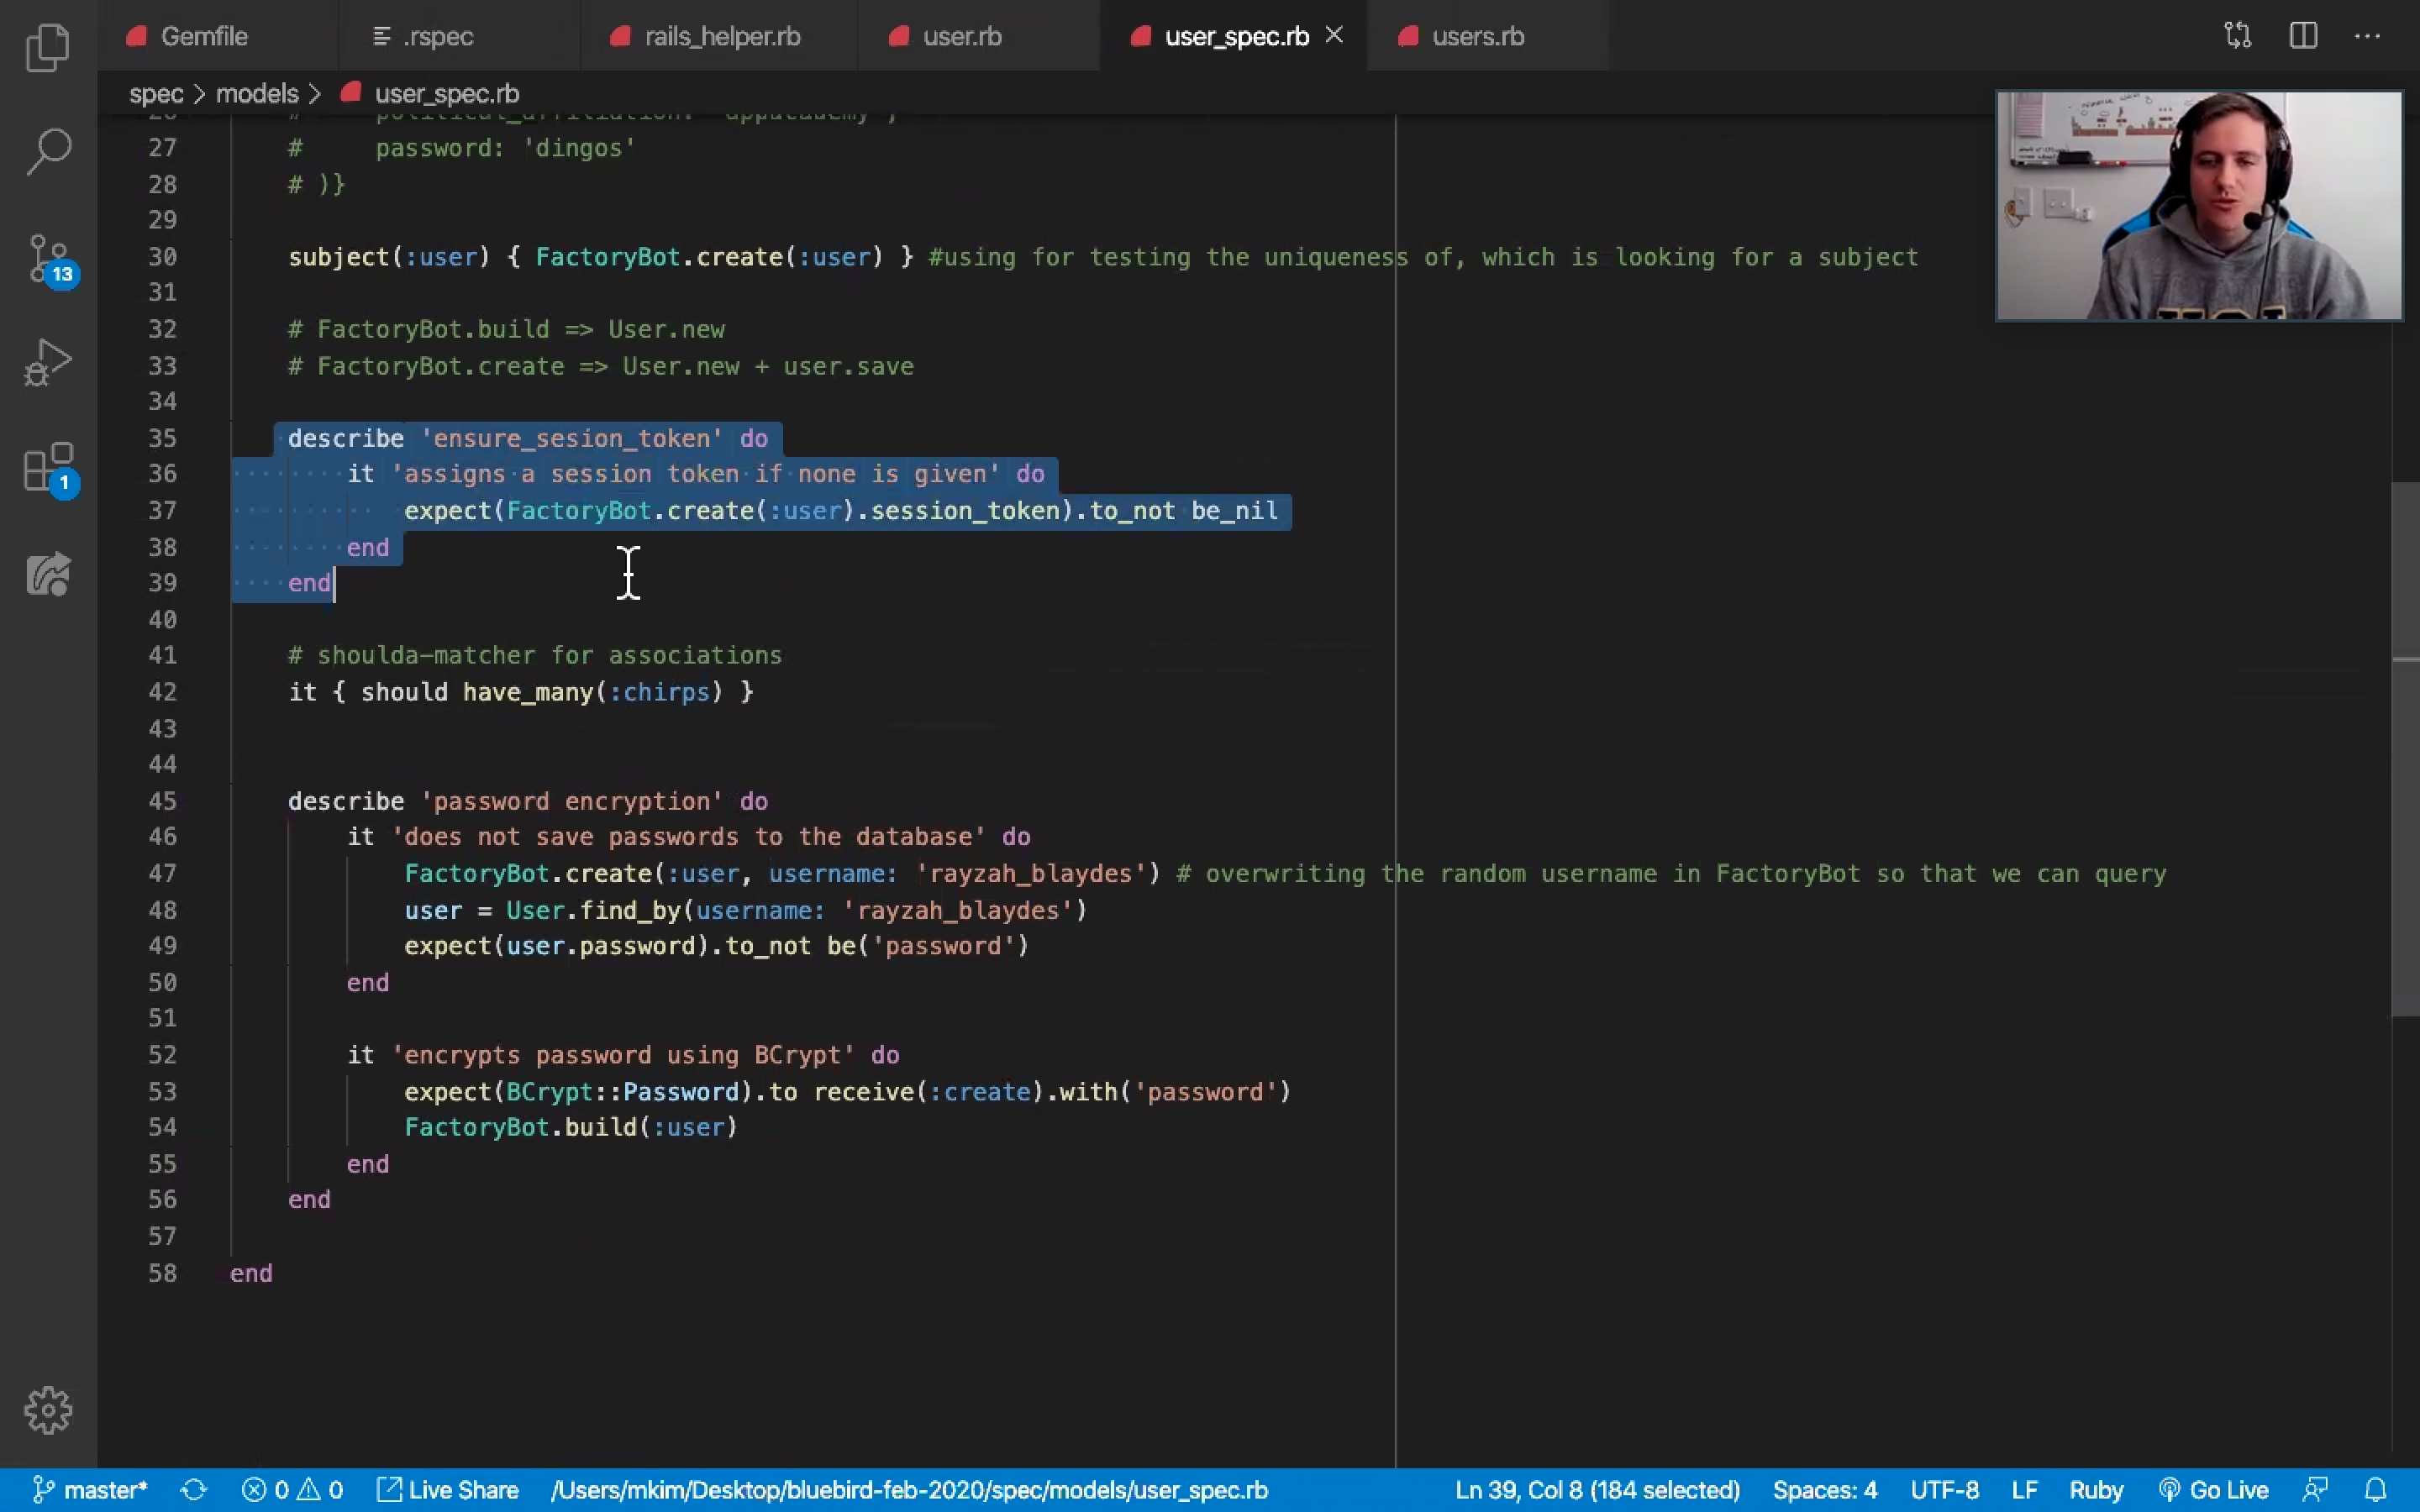 Gemfile
.rspec
rails_helper.rb
user.rb
user_spec.rb
users.rb
spec > models > user_spec.rb
27 # password: 'dingos'
28 # )}
29
30 subject(:user) { FactoryBot.create(:user) } #using for testing the uniqueness of, which is looking for a subject
31
32 # FactoryBot.build => User.new
33 # FactoryBot.create => User.new + user.save
34
35 describe 'ensure_sesion_token' do
36 it 'assigns a session token if none is given' do
37 expect(FactoryBot.create(:user).session_token).to_not be_nil
38 end
39 end
40
41 # shoulda-matcher for associations
42 it { should have_many(:chirps) }
43
44
45 describe 'password encryption' do
46 it 'does not save passwords to the database' do
47 FactoryBot.create(:user, username: 'rayzah_blaydes') # overwriting the random username in FactoryBot so that we can query
48 user = User.find_by(username: 'rayzah_blaydes')
49 expect(user.password).to_not be('password')
50 end
51
52 it 'encrypts password using BCrypt' do
53 expect(BCrypt::Password).to receive(:create).with('password')
54 FactoryBot.build(:user)
55 end
56 end
57
58 end
13
1
master* 0 0 Live Share /Users/mkim/Desktop/bluebird-feb-2020/spec/models/user_spec.rb Ln 39, Col 8 (184 selected) Spaces: 4 UTF-8 LF Ruby Go Live